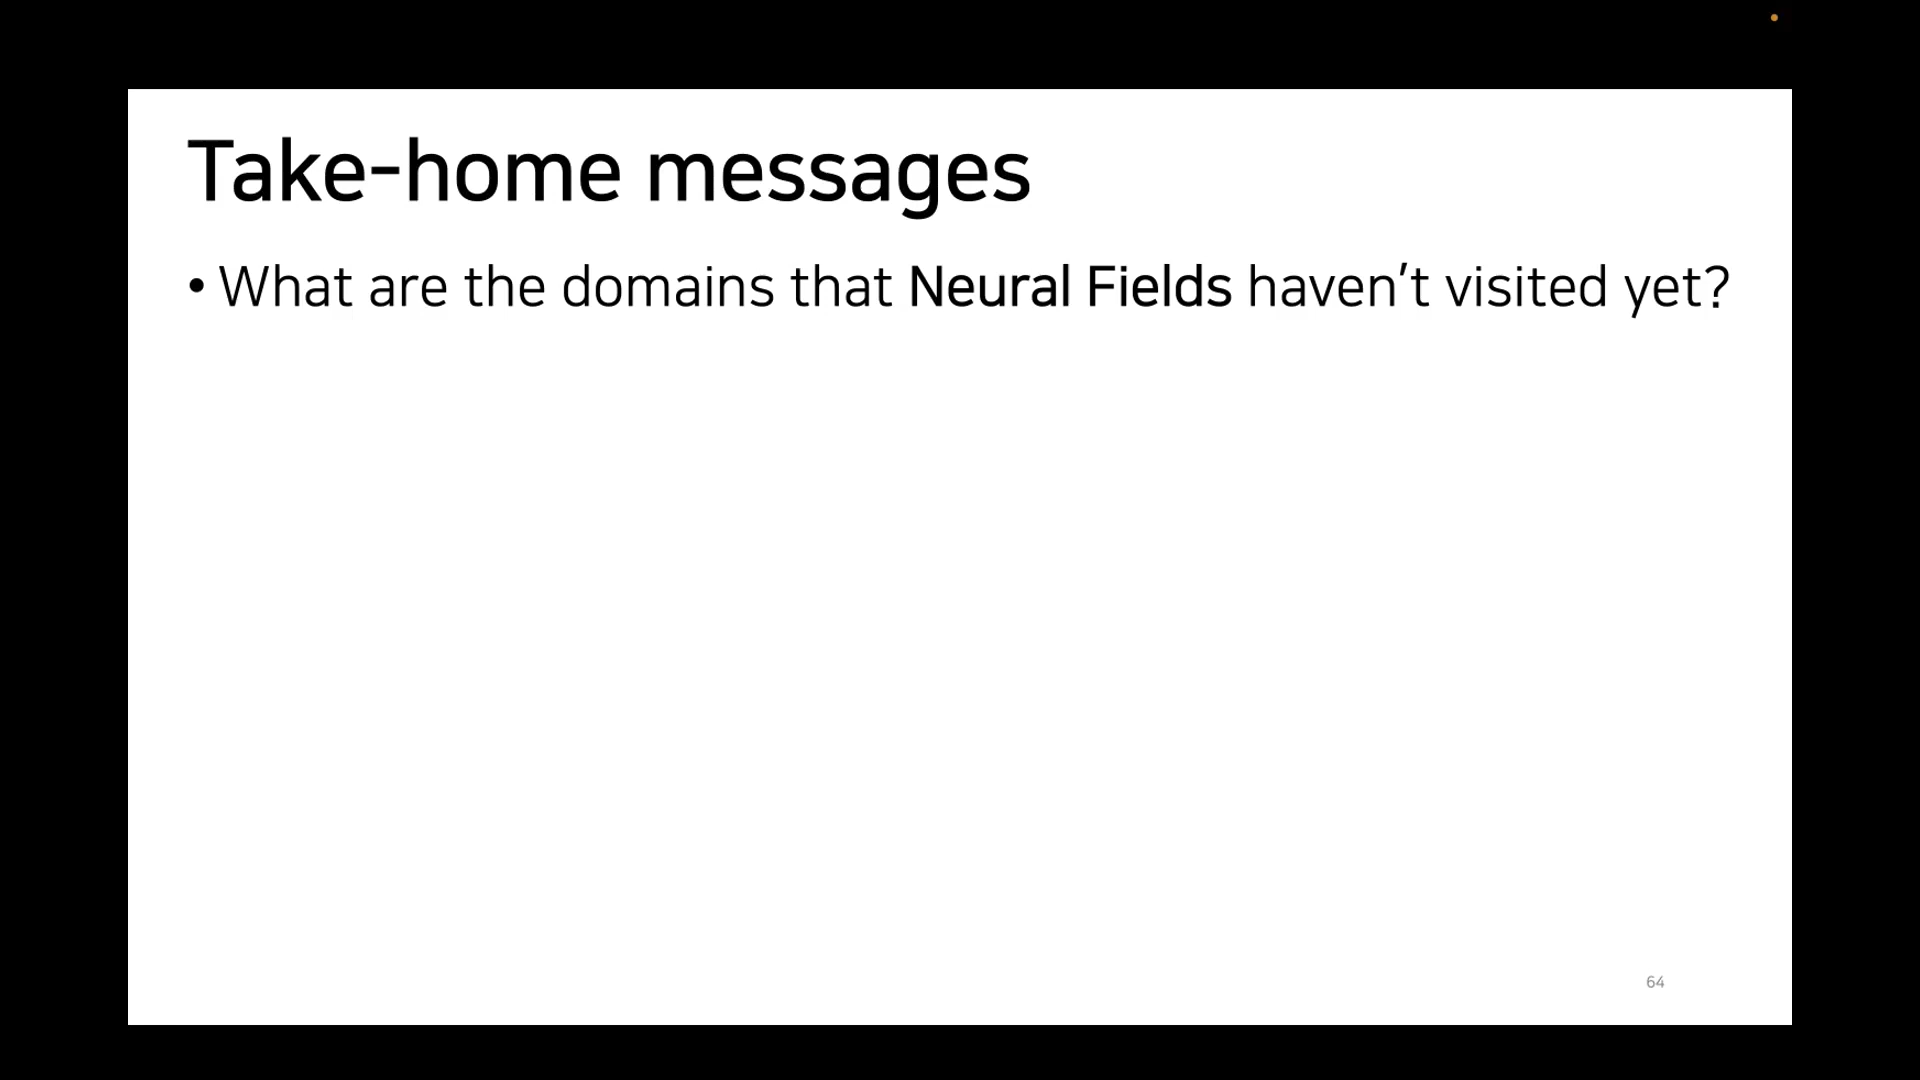 Take-home messages
• What are the domains that Neural Fields haven’t visited yet?
64